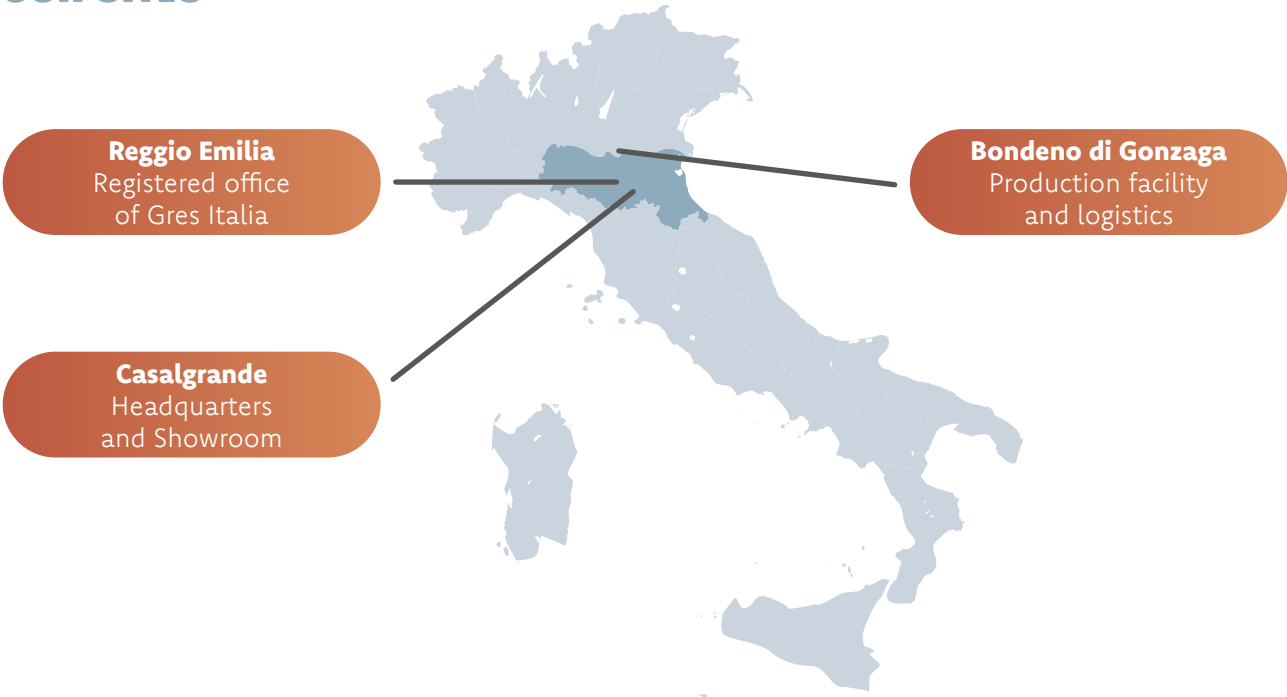 Reggio Emilia
Registered office
of Gres Italia
Bondeno di Gonzaga
Production facility
and logistics
Casalgrande
Headquarters
and Showroom